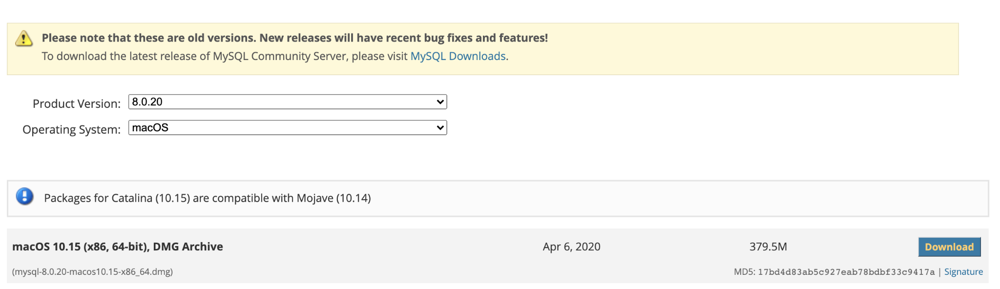 Please note that these are old versions. New releases will have recent bug fixes and features!
To download the latest release of MySQL Community Server, please visit MySQL Downloads.
Product Version: 8.0.20
Operating System: macOS
Packages for Catalina (10.15) are compatible with Mojave (10.14)
macOS 10.15 (x86, 64-bit), DMG Archive Apr 6, 2020 379.5M Download
(mysql-8.0.20-macos10.15-x86_64.dmg) MD5: 17bd4d83ab5c927eab78bdbf33c9417a | Signature